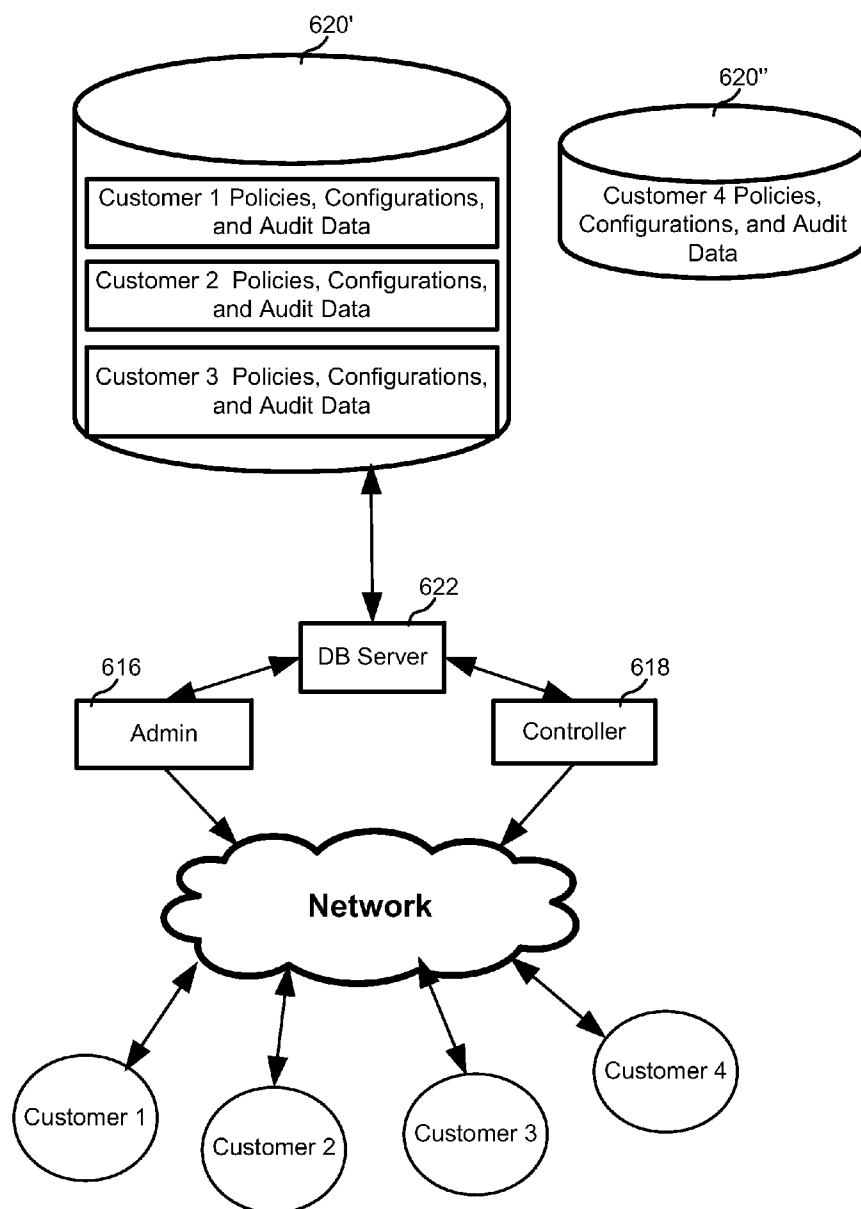 620'
620"
Customer 1 Policies, Configurations,
and Audit Data
Customer 2 Policies, Configurations,
and Audit Data
Customer 3 Policies, Configurations,
and Audit Data
Customer 4 Policies,
Configurations, and Audit
Data
622
DB Server
616
Admin
618
Controller
Network
Customer 1
Customer 2
Customer 3
Customer 4